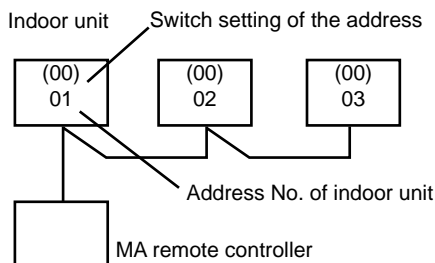 Indoor unit
Switch setting of the address
(00)
01
(00)
02
(00)
03
Address No. of indoor unit
MA remote controller